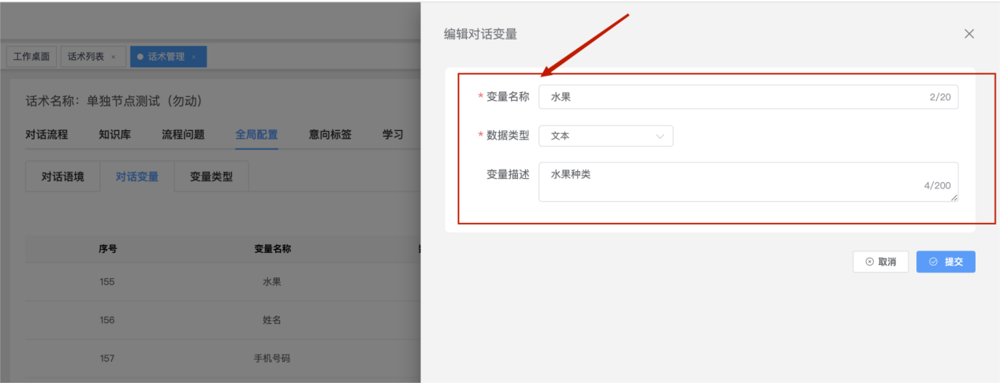 编辑对话变量
工作桌面 话术列表 × 话术管理 ×
话术名称：单独节点测试（勿动）
对话流程 知识库 流程问题 全局配置 意向标签 学习
对话语境 对话变量 变量类型
序号 变量名称
155 水果
156 姓名
157 手机号码
* 变量名称 水果 2/20
* 数据类型 文本
变量描述 水果种类
4/200
取消 提交